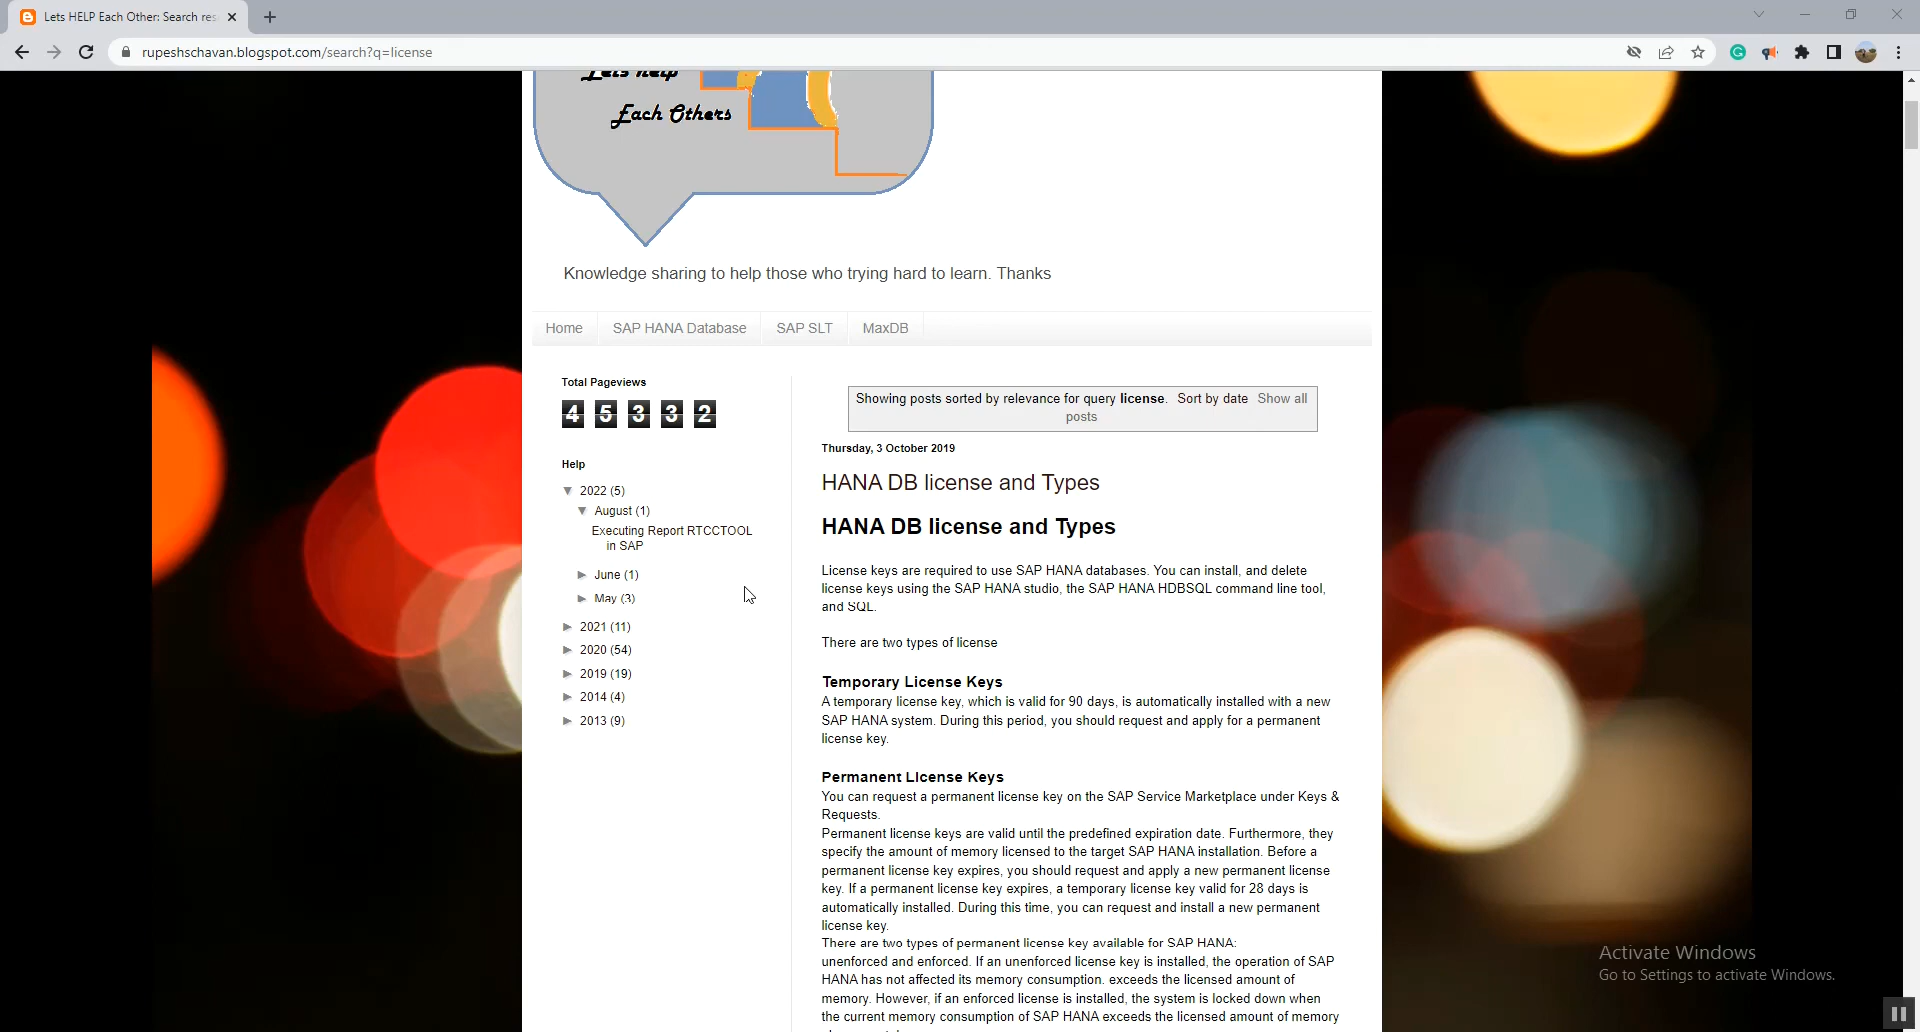 Lets HELP Each Other: Search res
rupeshschavan.blogspot.com/search?q=license
Lets help
Each Others
Knowledge sharing to help those who trying hard to learn. Thanks
Home SAP HANA Database SAP SLT MaxDB
Total Pageviews
4 5 3 3 2
Help
▼ 2022 (5)
▼ August (1)
Executing Report RTCCTOOL
in SAP
► June (1)
► May (3)
► 2021 (11)
► 2020 (54)
► 2019 (19)
► 2014 (4)
► 2013 (9)
Showing posts sorted by relevance for query license. Sort by date Show all
posts
Thursday, 3 October 2019
HANA DB license and Types
HANA DB license and Types
License keys are required to use SAP HANA databases. You can install, and delete
license keys using the SAP HANA studio, the SAP HANA HDBSQL command line tool,
and SQL.
There are two types of license
Temporary License Keys
A temporary license key, which is valid for 90 days, is automatically installed with a new
SAP HANA system. During this period, you should request and apply for a permanent
license key.
Permanent License Keys
You can request a permanent license key on the SAP Service Marketplace under Keys &
Requests.
Permanent license keys are valid until the predefined expiration date. Furthermore, they
specify the amount of memory licensed to the target SAP HANA installation. Before a
permanent license key expires, you should request and apply a new permanent license
key. If a permanent license key expires, a temporary license key valid for 28 days is
automatically installed. During this time, you can request and install a new permanent
license key.
There are two types of permanent license key available for SAP HANA:
unenforced and enforced. If an unenforced license key is installed, the operation of SAP
HANA has not affected its memory consumption. exceeds the licensed amount of
memory. However, if an enforced license is installed, the system is locked down when
the current memory consumption of SAP HANA exceeds the licensed amount of memory
Activate Windows
Go to Settings to activate Windows.